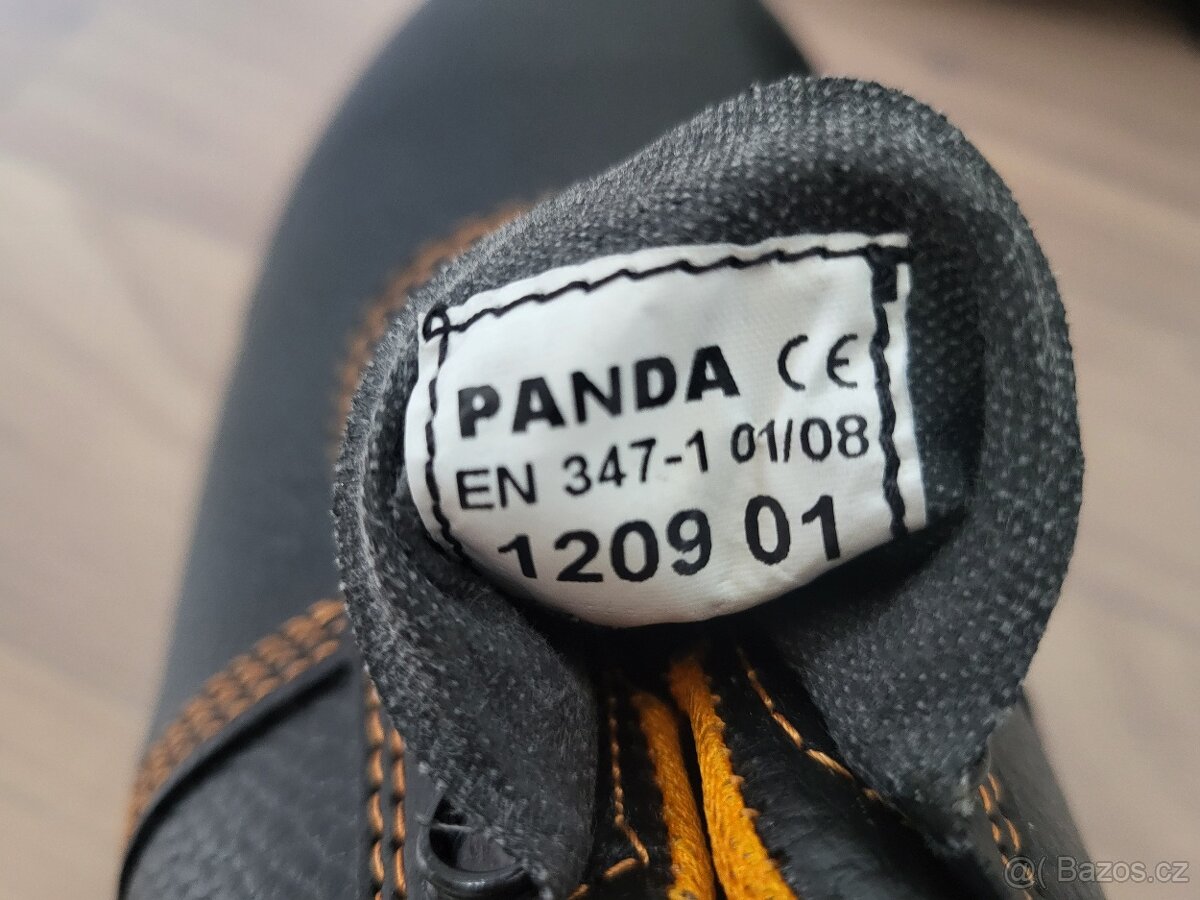 PANDA CE
EN 347-1 01/08
1209 01
@( Bazos.cz